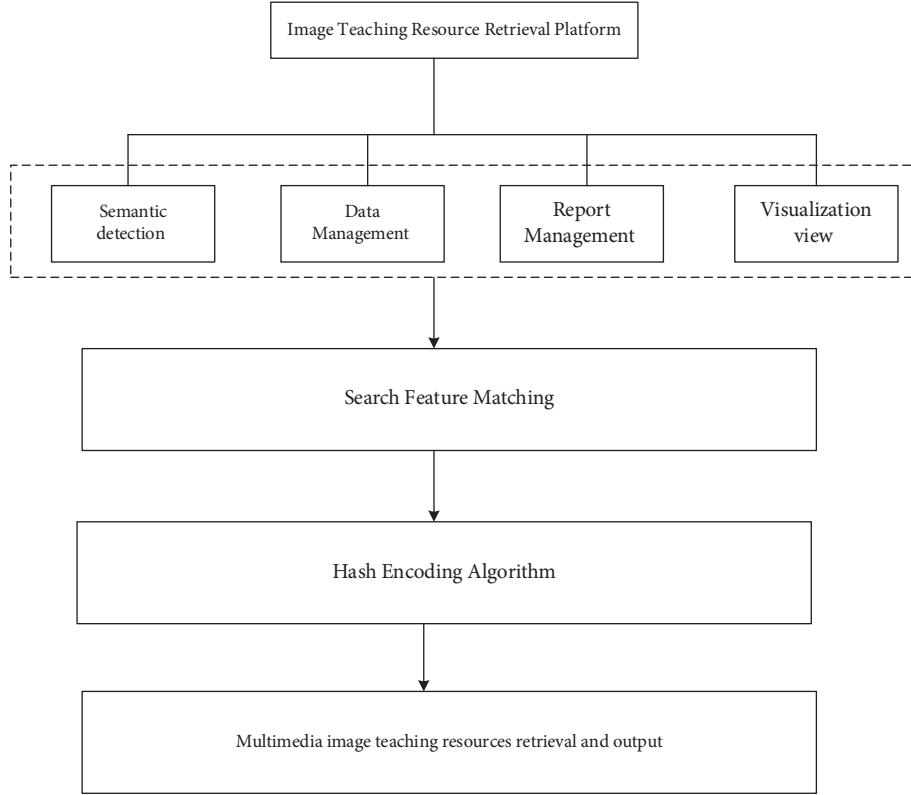 Image Teaching Resource Retrieval Platform
Semantic
detection
Data
Management
Report
Management
Visualization
view
Search Feature Matching
Hash Encoding Algorithm
Multimedia image teaching resources retrieval and output